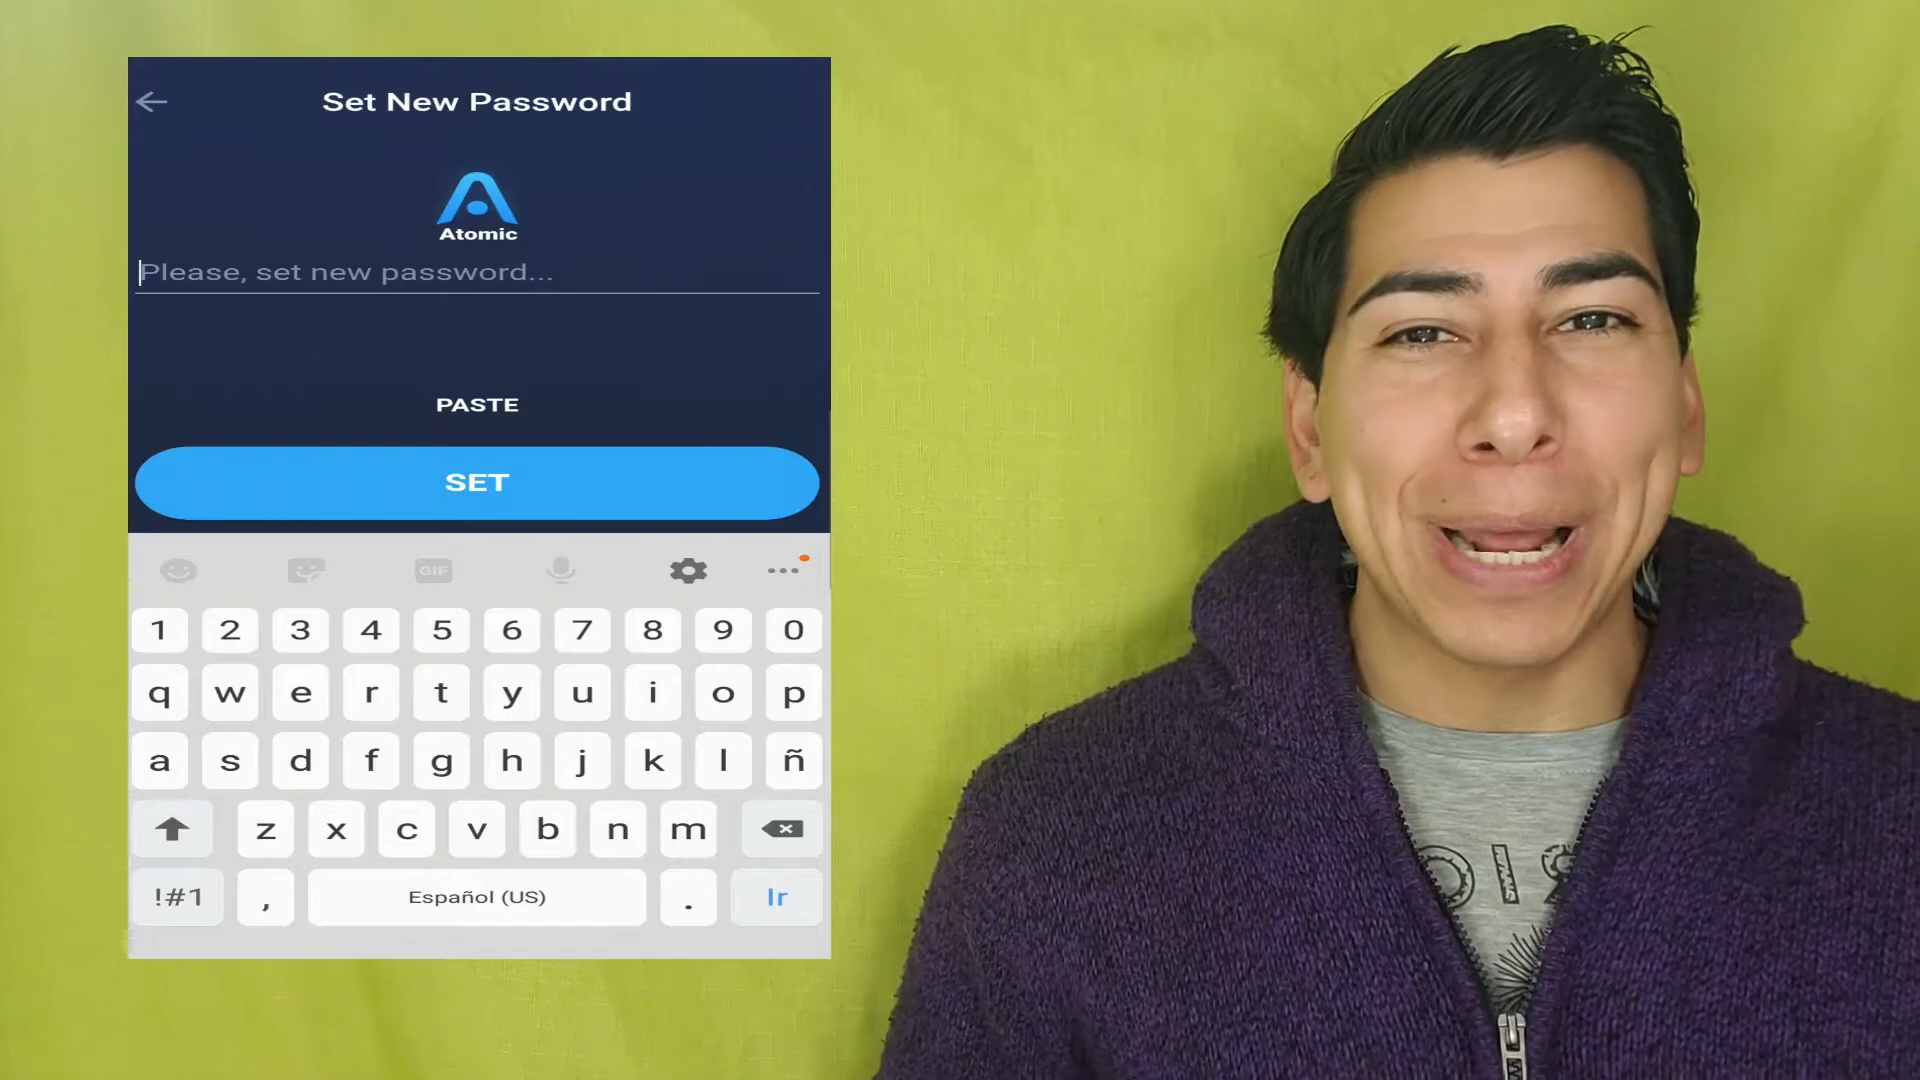 Set New Password
Atomic
Please, set new password...
PASTE
SET
GIF
1 2 3 4 5 6 7 8 9 0
q w e r t y u i o p
a s d f g h j k l ñ
z x c v b n m
!#1 , Español (US) . Ir